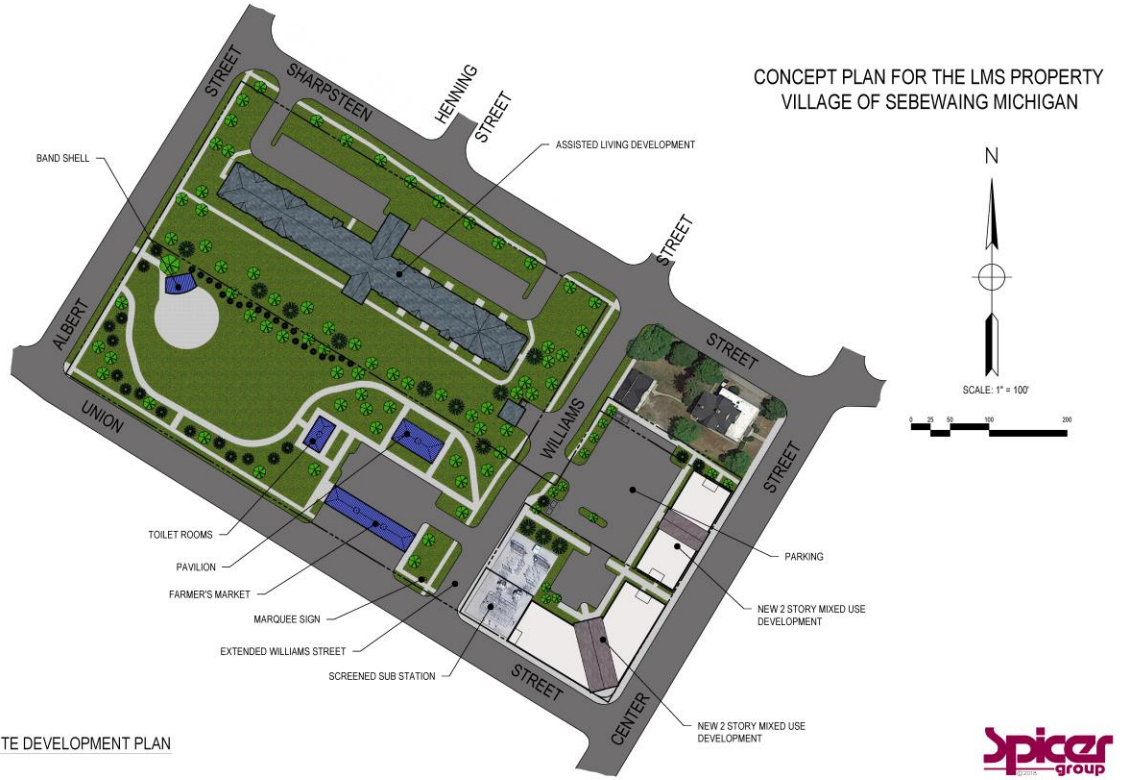 CONCEPT PLAN FOR THE LMS PROPERTY
VILLAGE OF SEBEWAING MICHIGAN
N
SCALE: 1" = 100'
0 25 50 100 200
STREET
SHARPSTEEN
HENNING
STREET
STREET
STREET
BAND SHELL
ASSISTED LIVING DEVELOPMENT
ALBERT
UNION
WILLIAMS
STREET
TOILET ROOMS
PAVILION
FARMER'S MARKET
MARQUEE SIGN
EXTENDED WILLIAMS STREET
SCREENED SUB STATION
PARKING
NEW 2 STORY MIXED USE
DEVELOPMENT
STREET
CENTER
NEW 2 STORY MIXED USE
DEVELOPMENT
TE DEVELOPMENT PLAN
Spicer
group
©2018